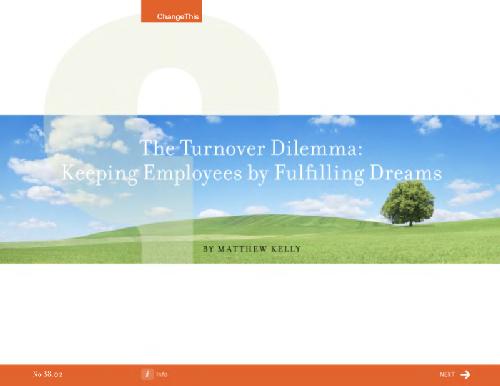 ChangeThis
The Turnover Dilemma:
Keeping Employees by Fulfilling Dreams
BY MATTHEW KELLY
No 38.02
i Info
NEXT